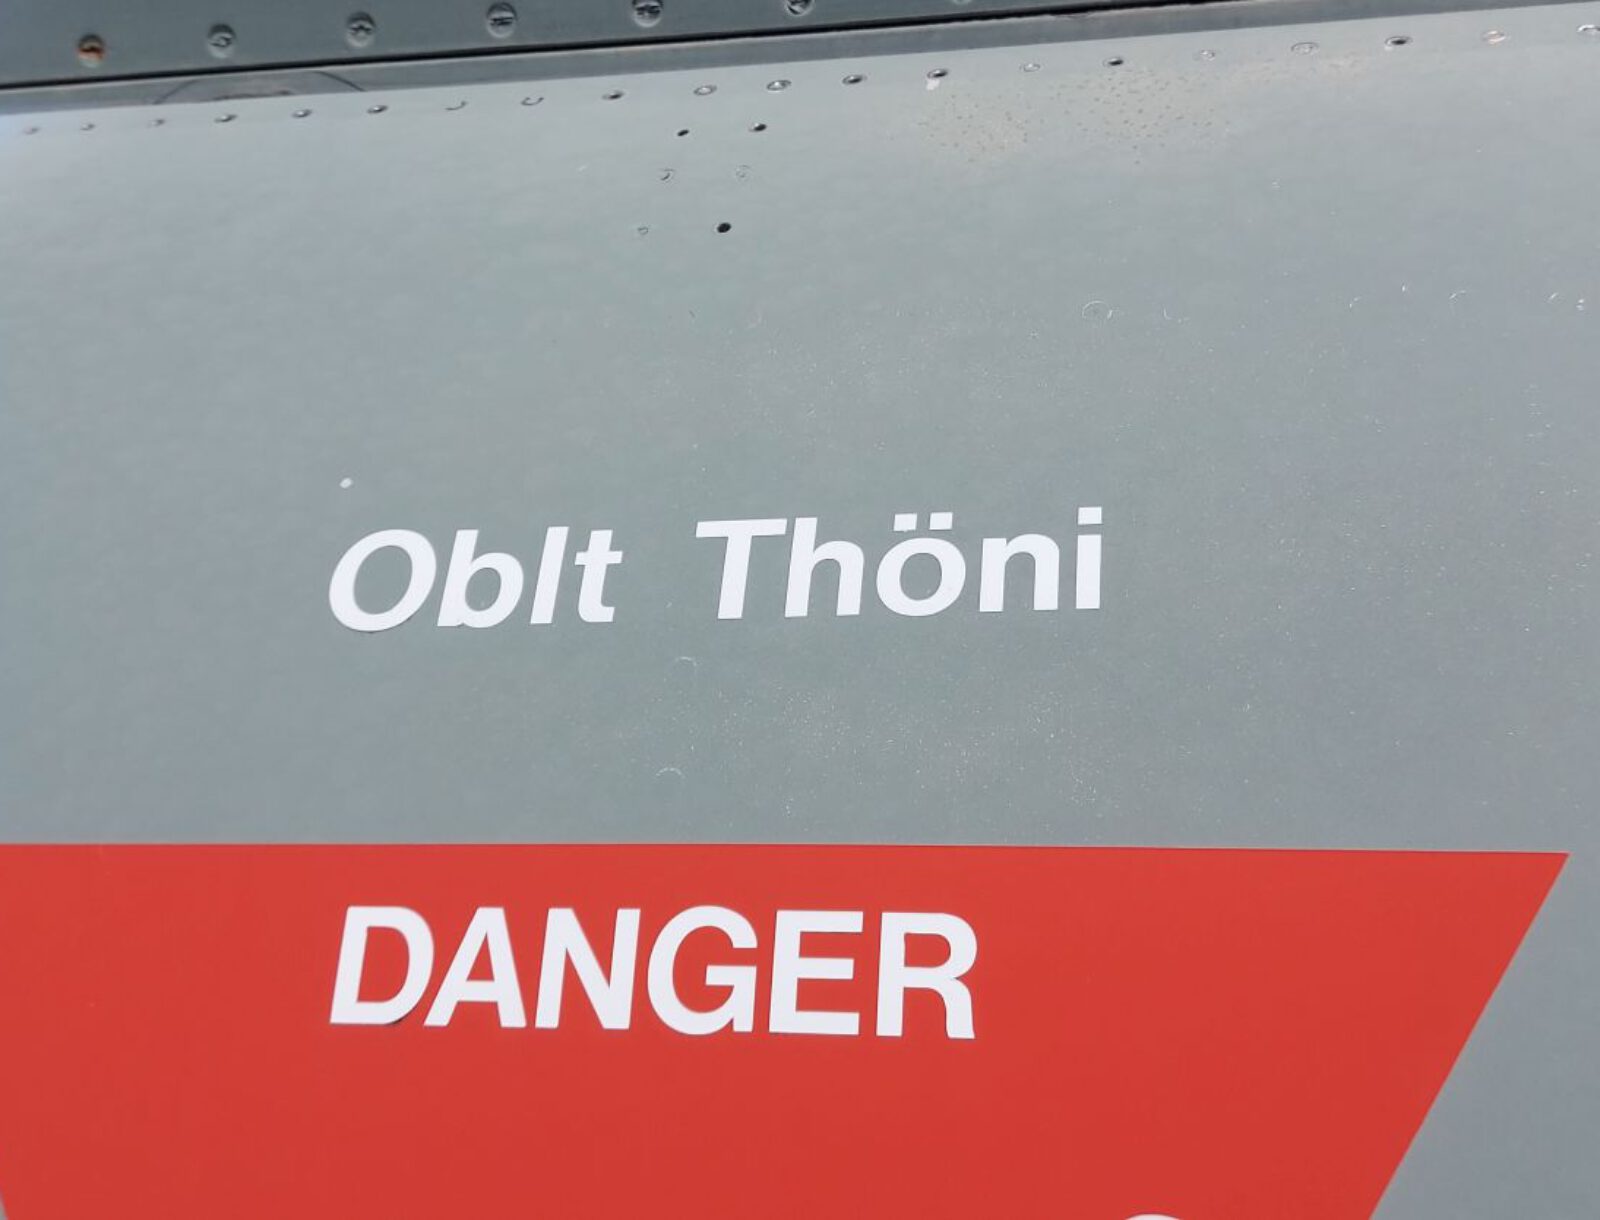 Oblt Thöni
DANGER